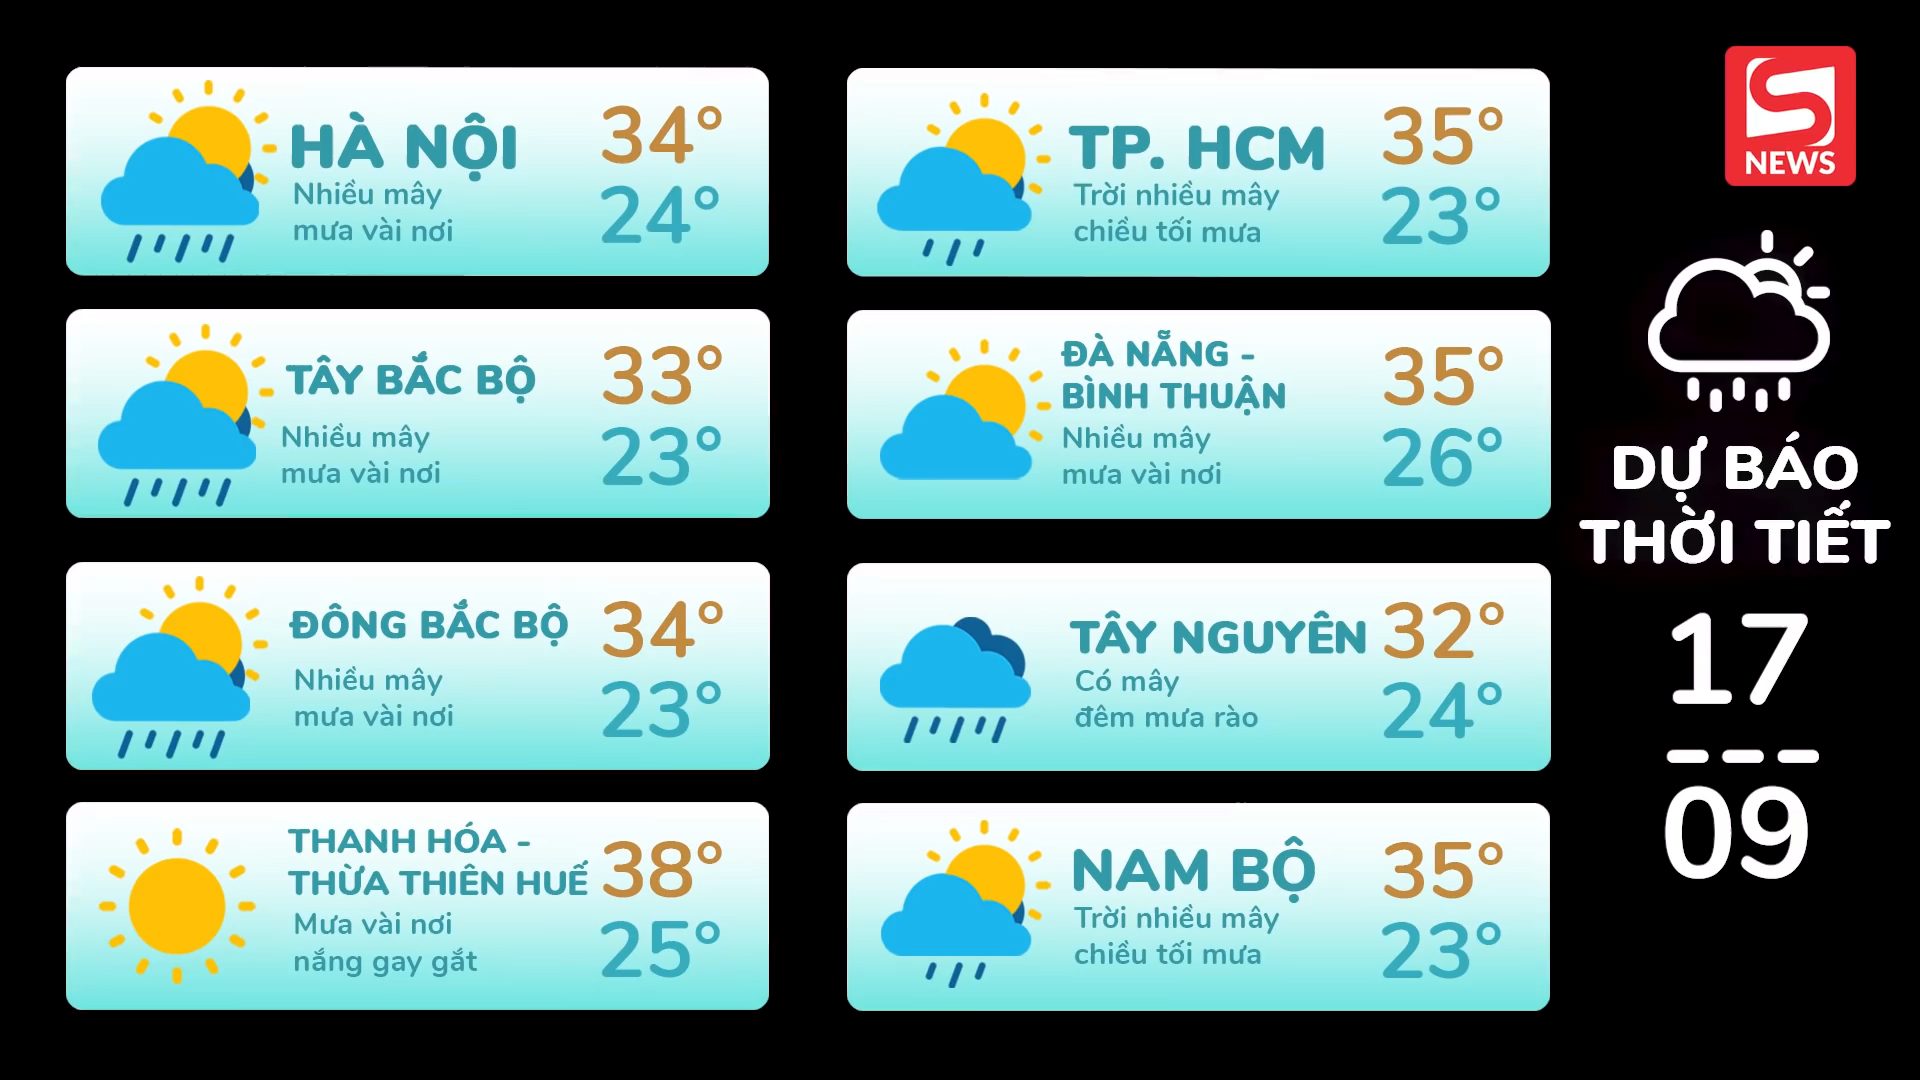 HÀ NỘI
Nhiều mây
mưa vài nơi
34°
24°
TP. HCM
Trời nhiều mây
chiều tối mưa
35°
23°
TÂY BẮC BỘ
Nhiều mây
mưa vài nơi
33°
23°
ĐÀ NẴNG -
BÌNH THUẬN
Nhiều mây
mưa vài nơi
35°
26°
ĐÔNG BẮC BỘ
Nhiều mây
mưa vài nơi
34°
23°
TÂY NGUYÊN
Có mây
đêm mưa rào
32°
24°
THANH HÓA -
THỪA THIÊN HUẾ
Mưa vài nơi
nắng gay gắt
38°
25°
NAM BỘ
Trời nhiều mây
chiều tối mưa
35°
23°
S
NEWS
DỰ BÁO
THỜI TIẾT
17
09